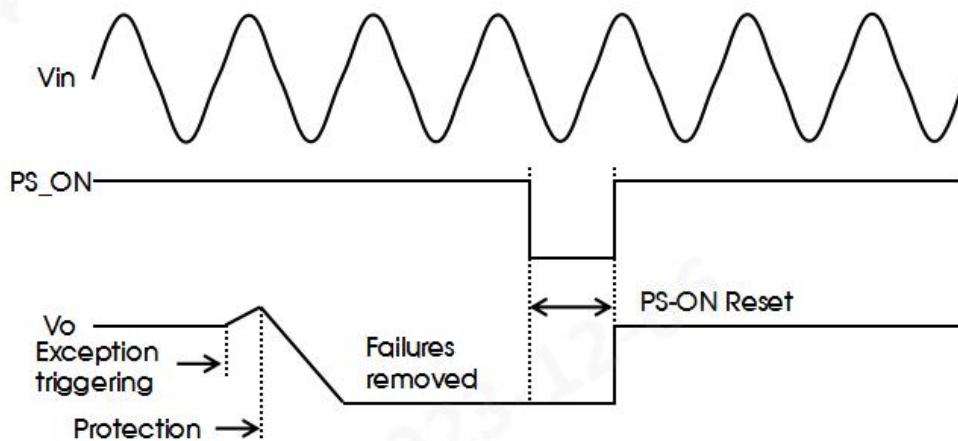 Vin
PS_ON
PS-ON Reset
Vo
Exception
triggering
Failures
removed
Protection